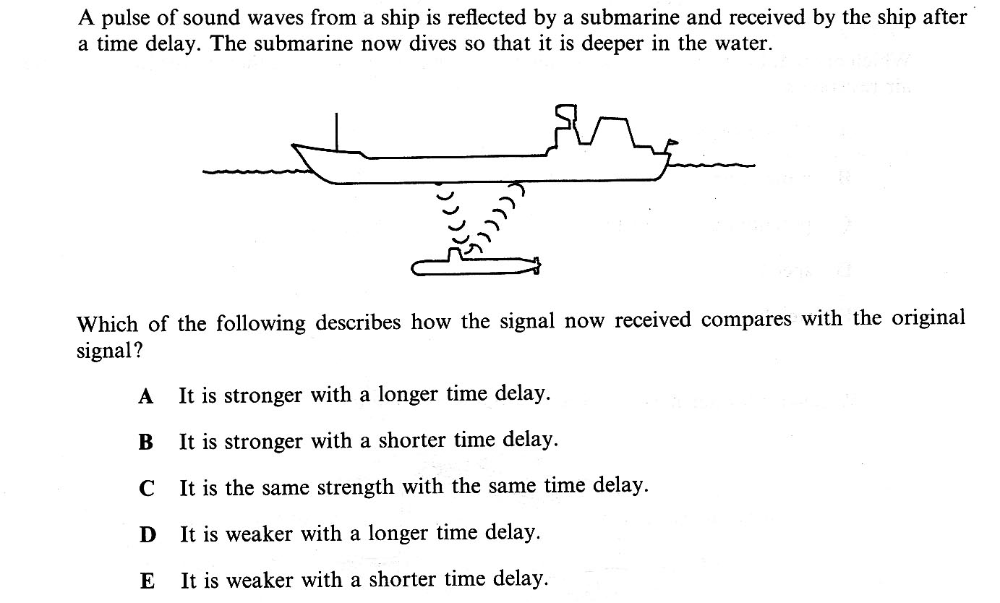 A pulse of sound waves from a ship is reflected by a submarine and received by the ship after
a time delay. The submarine now dives so that it is deeper in the water.
Which of the following describes how the signal now received compares with the original
signal?
A It is stronger with a longer time delay.
B It is stronger with a shorter time delay.
C It is the same strength with the same time delay.
D It is weaker with a longer time delay.
E It is weaker with a shorter time delay.